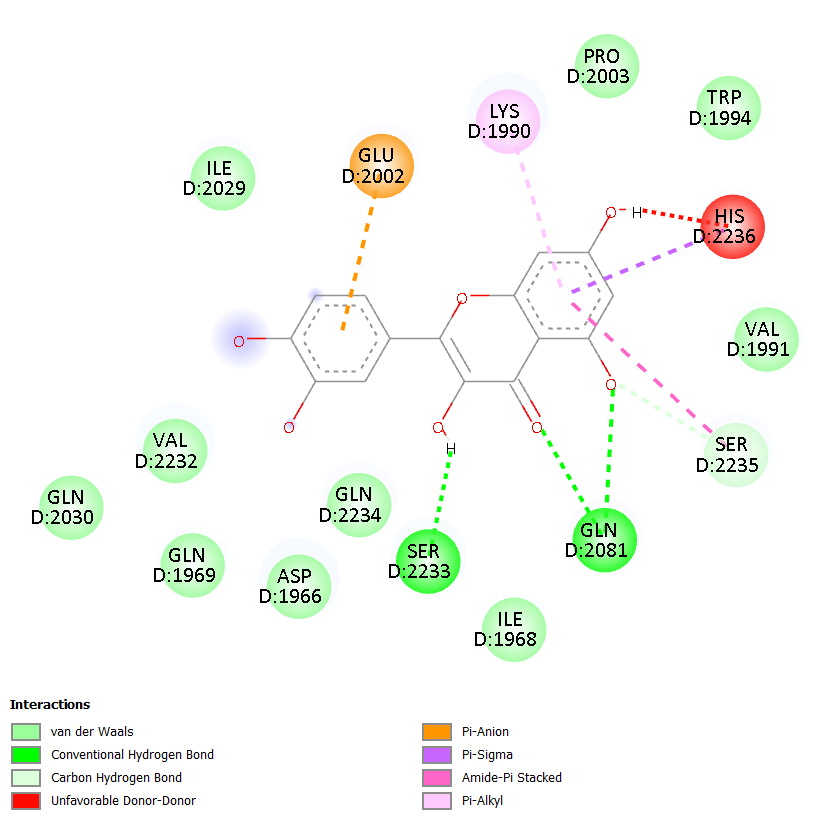 PRO
D:2003
TRP
D:1994
LYS
D:1990
GLU
D:2002
ILE
D:2029
O
H
HIS
D:2236
O
VAL
D:1991
O
O
O
O
O
H
SER
D:2235
VAL
D:2232
GLN
D:2030
GLN
D:2234
GLN
D:2081
SER
D:2233
GLN
D:1969
ASP
D:1966
ILE
D:1968
Interactions
van der Waals
Conventional Hydrogen Bond
Carbon Hydrogen Bond
Unfavorable Donor-Donor
Pi-Anion
Pi-Sigma
Amide-Pi Stacked
Pi-Alkyl